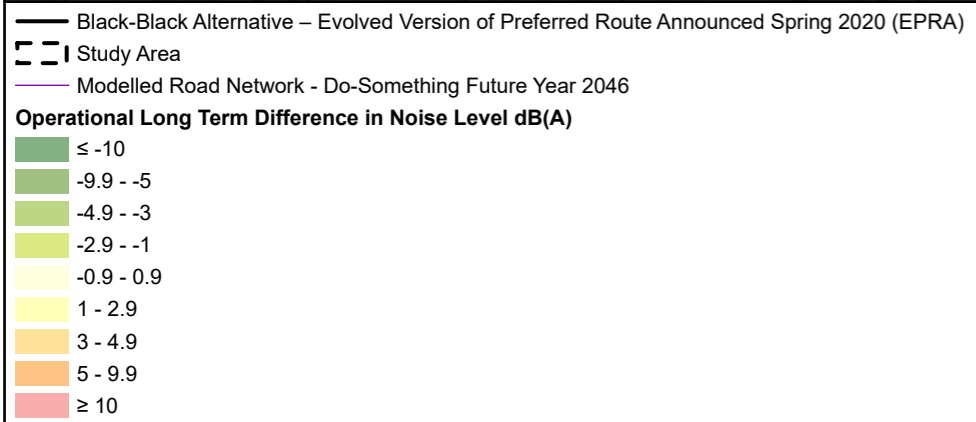 Black-Black Alternative – Evolved Version of Preferred Route Announced Spring 2020 (EPRA)
Study Area
Modelled Road Network - Do-Something Future Year 2046
Operational Long Term Difference in Noise Level dB(A)
≤ -10
-9.9 - -5
-4.9 - -3
-2.9 - -1
-0.9 - 0.9
1 - 2.9
3 - 4.9
5 - 9.9
≥ 10